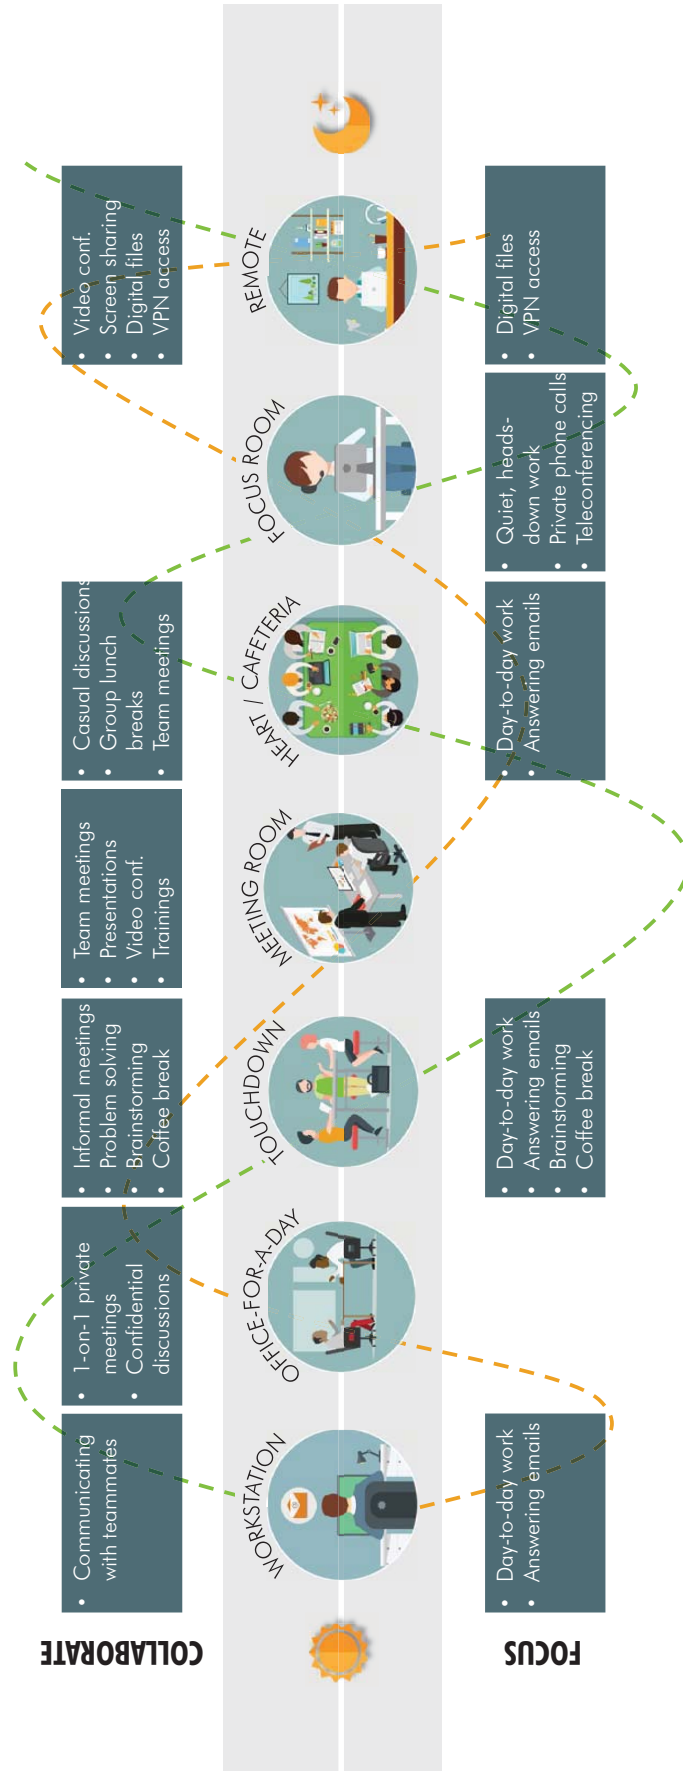 COLLABORATE
Communicating
with teammates
1-on-1 private
meetings
Confidential
discussions
Informal meetings
Problem solving
Brainstorming
Coffee break
Team meetings
Presentations
Video conf.
Trainings
Casual discussions
Group lunch
breaks
Team meetings
Video conf.
Screen sharing
Digital files
VPN access
WORKSTATION
OFFICE-FOR-A-DAY
TOUCHDOWN
MEETING ROOM
HEART / CAFETERIA
FOCUS ROOM
REMOTE
FOCUS
Day-to-day work
Answering emails
Day-to-day work
Answering emails
Brainstorming
Coffee break
Day-to-day work
Answering emails
Quiet, heads-
down work
Private phone calls
Teleconferencing
Digital files
VPN access